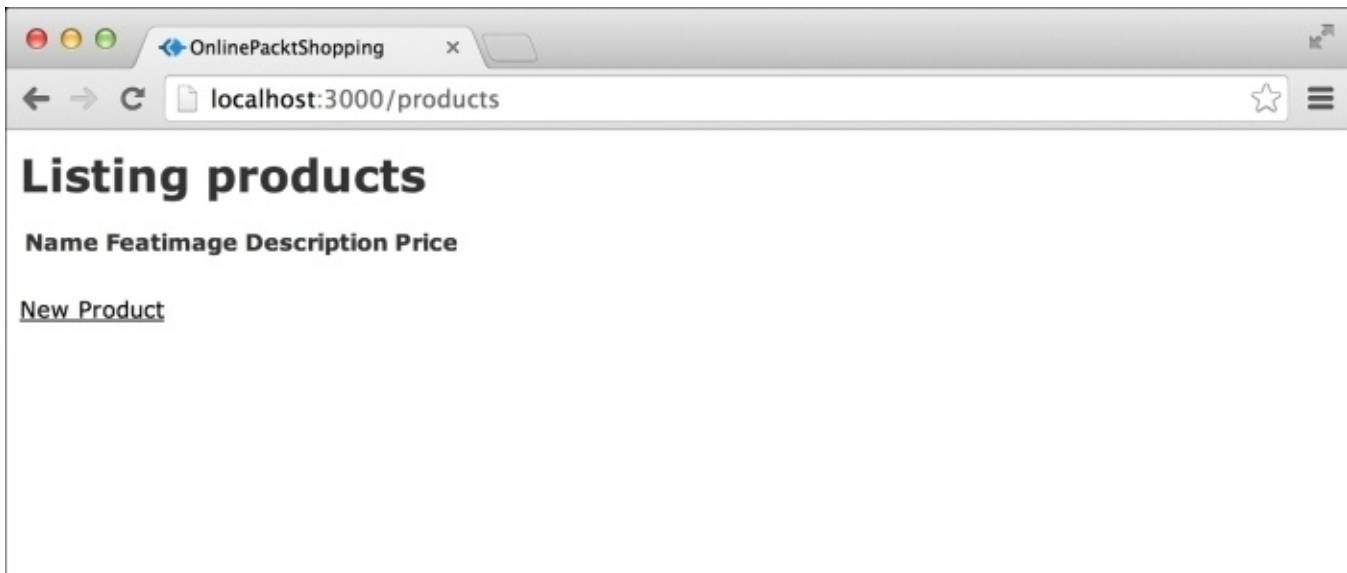 OnlinePacktShopping
localhost:3000/products
Listing products
Name Featimage Description Price
New Product